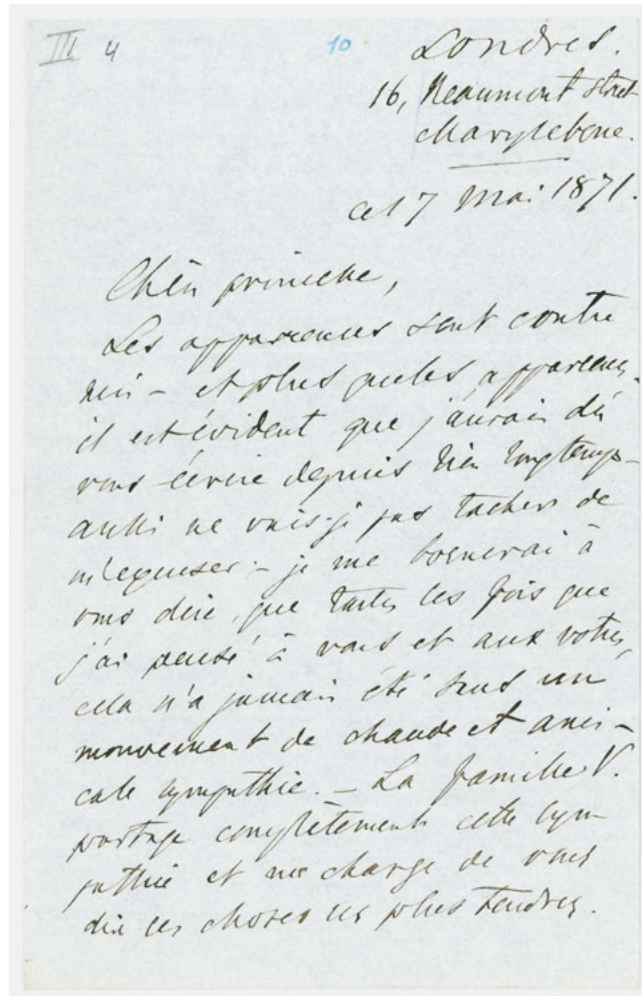 III 4 10
Londres.
16, Beaumont Street
Marylebone.
ce 17 Mai 1871.
Chère princesse,
Les apparences sont contre
moi – et plus que les apparences.
il est évident que j'aurais dû
vous écrire depuis bien longtemps –
aussi ne vais-je pas tacher de
m'excuser – je me bornerai à
vous dire, que toutes les fois que
j'ai pensé à vous et aux votres,
cela n'a jamais été sans un
mouvement de chaude et ami-
cale sympathie. – La famille V.
partage complètement cette sym-
pathie et me charge de vous
dire les choses les plus tendres.